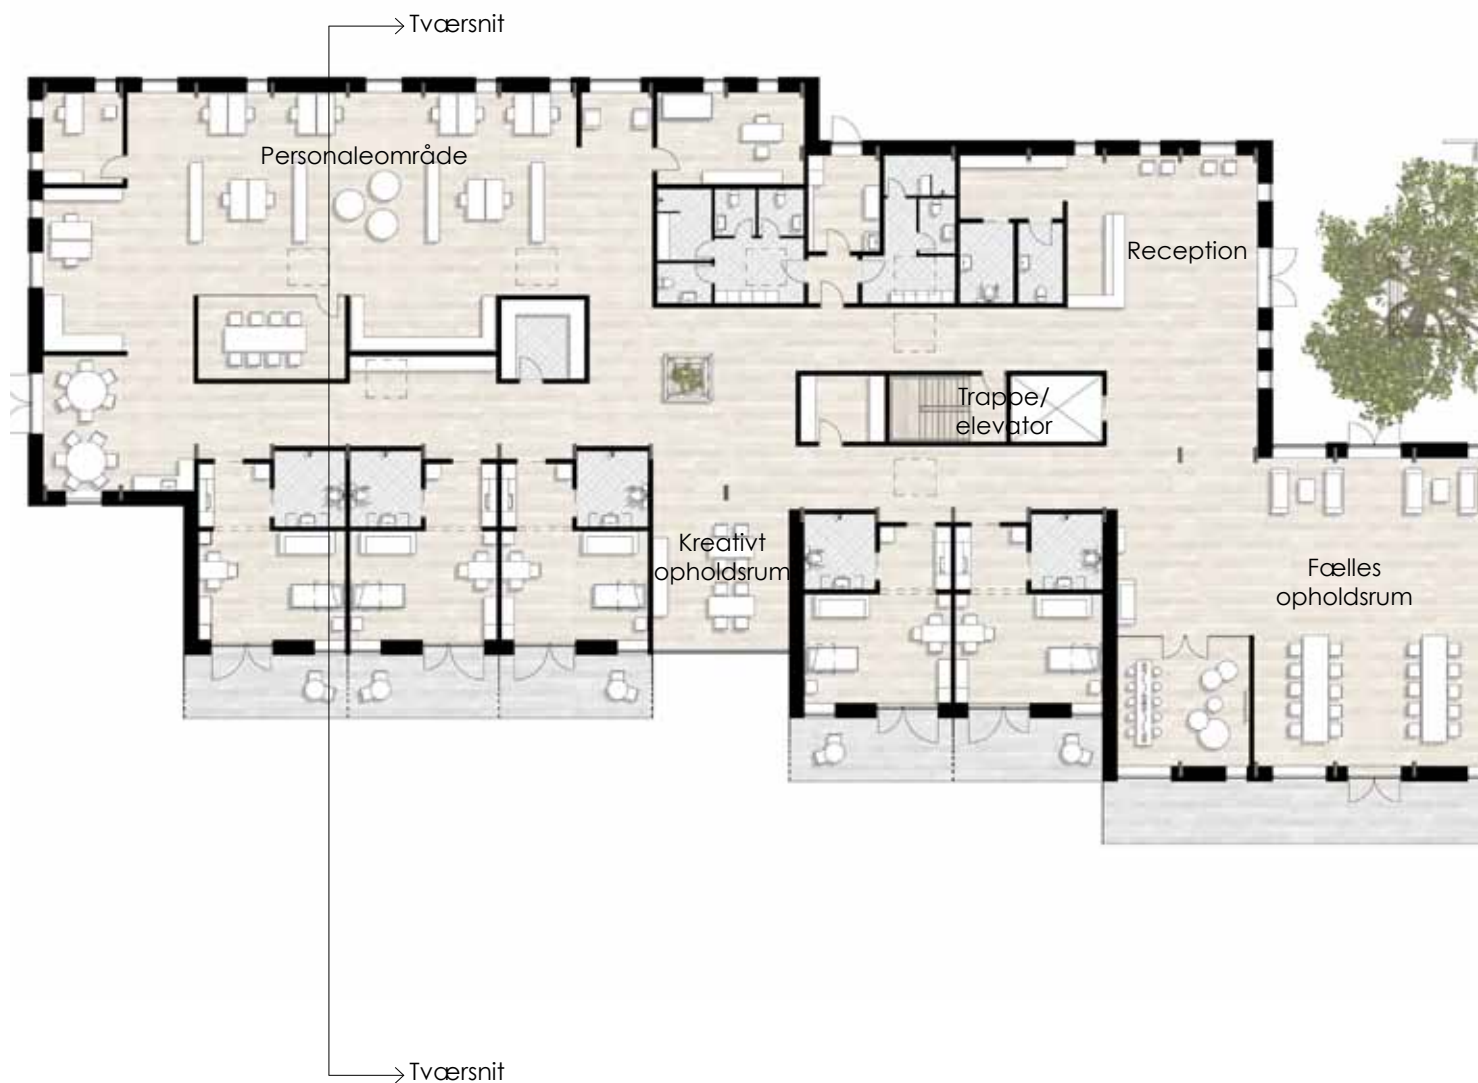 Tværsnit
Personaleområde
Reception
Trappe/
elevator
Kreativt
opholdsrum
Fælles
opholdsrum
Tværsnit